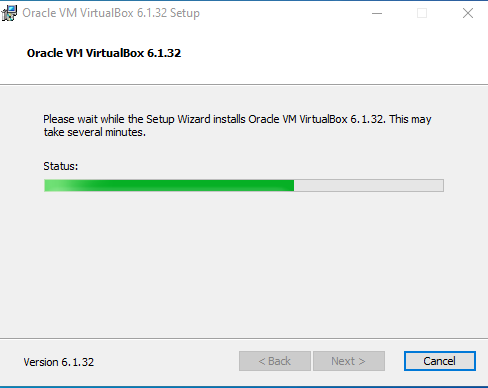 Oracle VM VirtualBox 6.1.32 Setup
Oracle VM VirtualBox 6.1.32
Please wait while the Setup Wizard installs Oracle VM VirtualBox 6.1.32. This may
take several minutes.
Status:
Version 6.1.32
< Back
Next >
Cancel